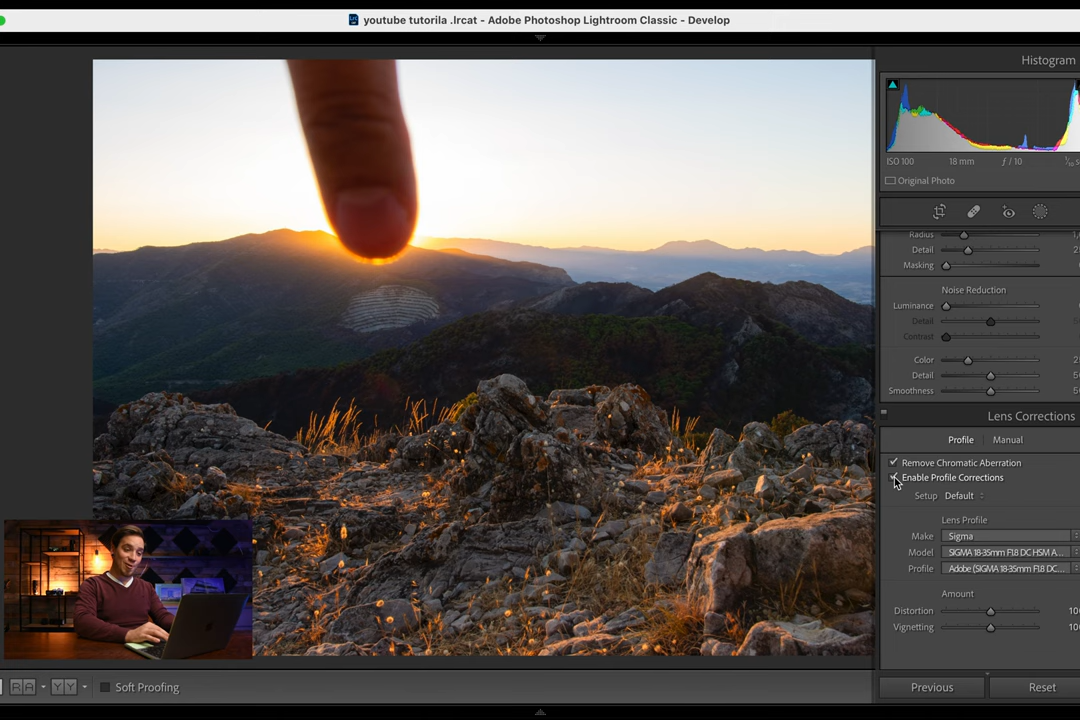 youtube tutorila .lrcat - Adobe Photoshop Lightroom Classic - Develop
Histogram
ISO 100 18 mm ƒ / 10
Original Photo
Radius
Detail
Masking
Noise Reduction
Luminance
Detail
Contrast
Color
Detail
Smoothness
Lens Corrections
Profile Manual
Remove Chromatic Aberration
Enable Profile Corrections
Setup Default
Lens Profile
Make Sigma
Model SIGMA 18-35mm F1.8 DC HSM A...
Profile Adobe (SIGMA 18-35mm F1.8 DC...
Amount
Distortion
Vignetting
RA YY Soft Proofing
Previous Reset